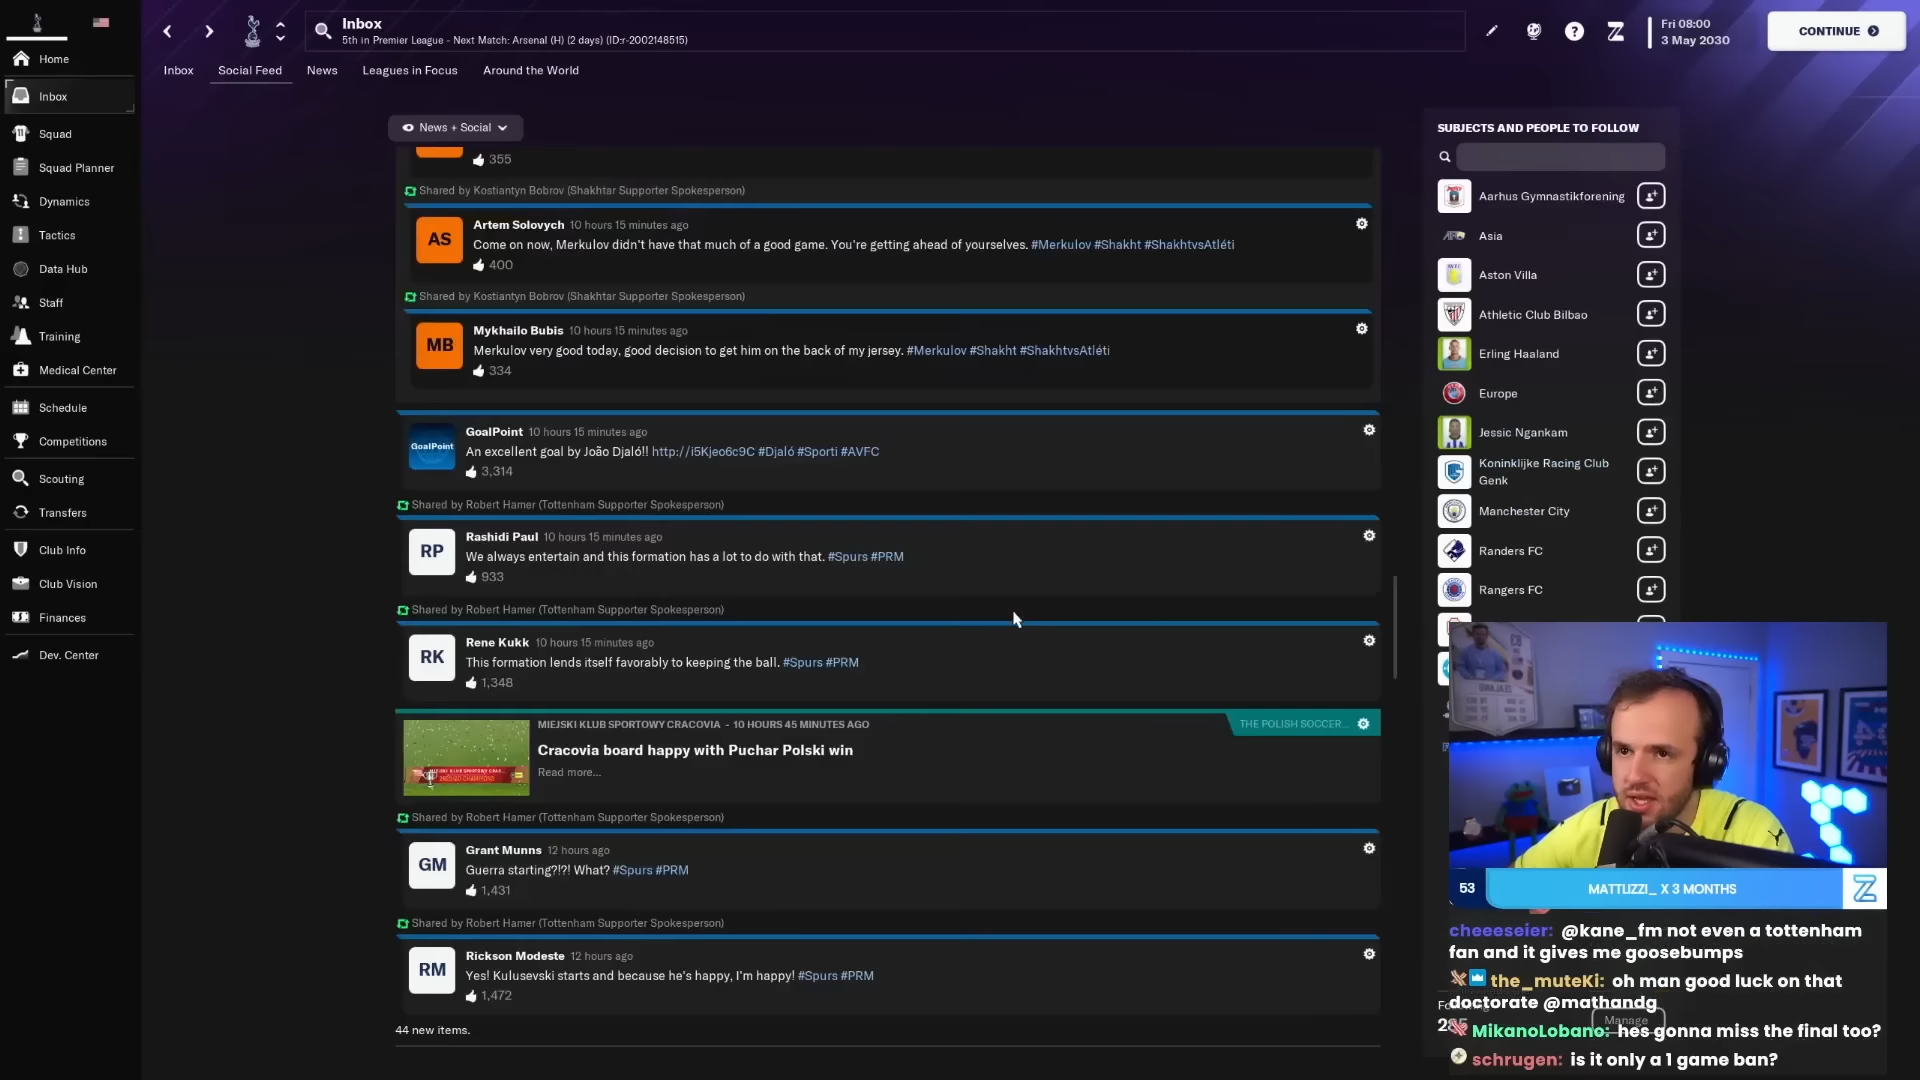 Inbox
5th in Premier League - Next Match: Arsenal (H) (2 days) (ID:r-2002148515)
Fri 08:00
3 May 2030
CONTINUE
Home
Inbox
Squad
Squad Planner
Dynamics
Tactics
Data Hub
Staff
Training
Medical Center
Schedule
Competitions
Scouting
Transfers
Club Info
Club Vision
Finances
Dev. Center
Inbox
Social Feed
News
Leagues in Focus
Around the World
News + Social
355
Shared by Kostiantyn Bobrov (Shakhtar Supporter Spokesperson)
AS
Artem Solovych 10 hours 15 minutes ago
Come on now, Merkulov didn't have that much of a good game. You're getting ahead of yourselves. #Merkulov #Shakht #ShakhtvsAtléti
400
Shared by Kostiantyn Bobrov (Shakhtar Supporter Spokesperson)
MB
Mykhailo Bubis 10 hours 15 minutes ago
Merkulov very good today, good decision to get him on the back of my jersey. #Merkulov #Shakht #ShakhtvsAtléti
334
GoalPoint
GoalPoint 10 hours 15 minutes ago
An excellent goal by João Djaló!! http://i5Kjeo6c9C #Djaló #Sporti #AVFC
3,314
Shared by Robert Hamer (Tottenham Supporter Spokesperson)
RP
Rashidi Paul 10 hours 15 minutes ago
We always entertain and this formation has a lot to do with that. #Spurs #PRM
933
Shared by Robert Hamer (Tottenham Supporter Spokesperson)
RK
Rene Kukk 10 hours 15 minutes ago
This formation lends itself favorably to keeping the ball. #Spurs #PRM
1,348
MIEJSKI KLUB SPORTOWY CRACOVIA - 10 HOURS 45 MINUTES AGO
THE POLISH SOCCER...
Cracovia board happy with Puchar Polski win
Read more...
Shared by Robert Hamer (Tottenham Supporter Spokesperson)
GM
Grant Munns 12 hours ago
Guerra starting?!?! What? #Spurs #PRM
1,431
Shared by Robert Hamer (Tottenham Supporter Spokesperson)
RM
Rickson Modeste 12 hours ago
Yes! Kulusevski starts and because he's happy, I'm happy! #Spurs #PRM
1,472
44 new items.
SUBJECTS AND PEOPLE TO FOLLOW
Aarhus Gymnastikforening
Asia
Aston Villa
Athletic Club Bilbao
Erling Haaland
Europe
Jessic Ngankam
Koninklijke Racing Club
Genk
Manchester City
Randers FC
Rangers FC
53
MATTLIZZI_ X 3 MONTHS
cheeeseier: @kane_fm not even a tottenham
fan and it gives me goosebumps
the_muteKi: oh man good luck on that
doctorate @mathandg
Manage
MikanoLobano: hes gonna miss the final too?
schrugen: is it only a 1 game ban?